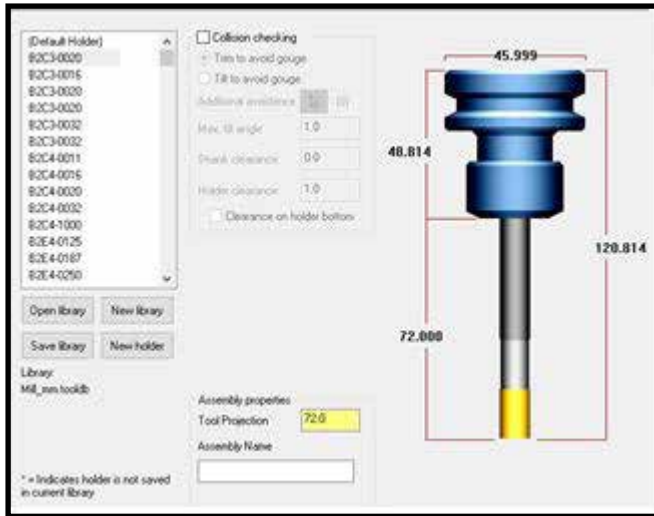 (Default Holder)
B2C3-0020
B2C3-0016
B2C3-0020
B2C3-0020
B2C3-0032
B2C3-0032
B2C4-0011
B2C4-0016
B2C4-0020
B2C4-0032
B2C4-1000
B2E4-0125
B2E4-0187
B2E4-0250
Open library
New library
Save library
New holder
Library:
Mill_mm.tooldb
* = Indicates holder is not saved
in current library
Collision checking
Trim to avoid gouge
Tilt to avoid gouge
Additional avoidance
Max. tilt angle
1.0
Shank clearance
0.0
Holder clearance
1.0
Clearance on holder bottom
Assembly properties
Tool Projection
72.0
Assembly Name
45.999
48.814
120.814
72.000